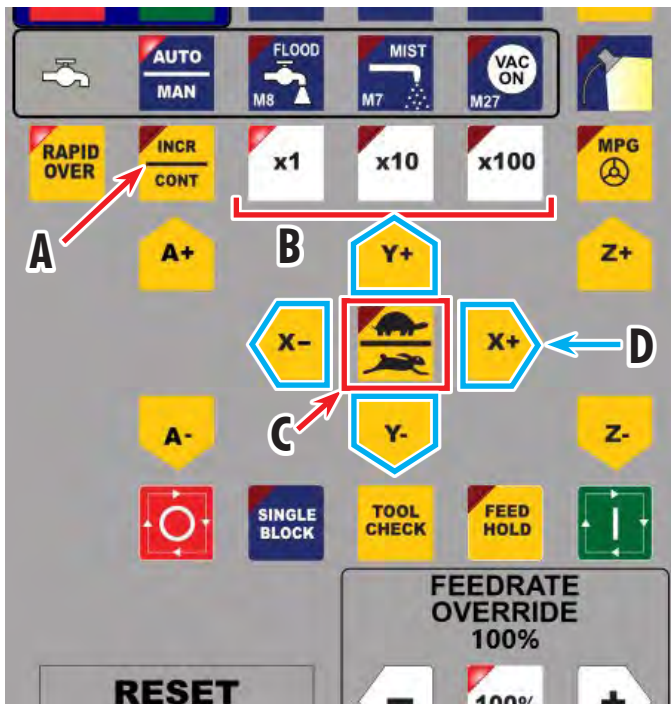 AUTO
MAN
FLOOD
M8
MIST
M7
VAC
ON
M27
RAPID
OVER
INCR
CONT
x1
x10
x100
MPG
A
B
A+
Y+
Z+
X-
X+
D
C
A-
Y-
Z-
SINGLE
BLOCK
TOOL
CHECK
FEED
HOLD
FEEDRATE
OVERRIDE
100%
RESET
-
100%
+